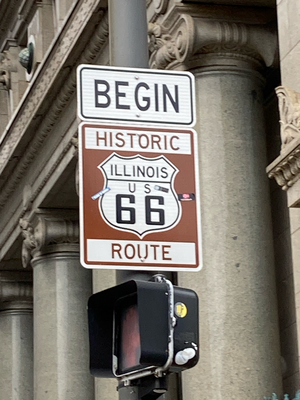 BEGIN
HISTORIC
ILLINOIS
U S
66
ROUTE